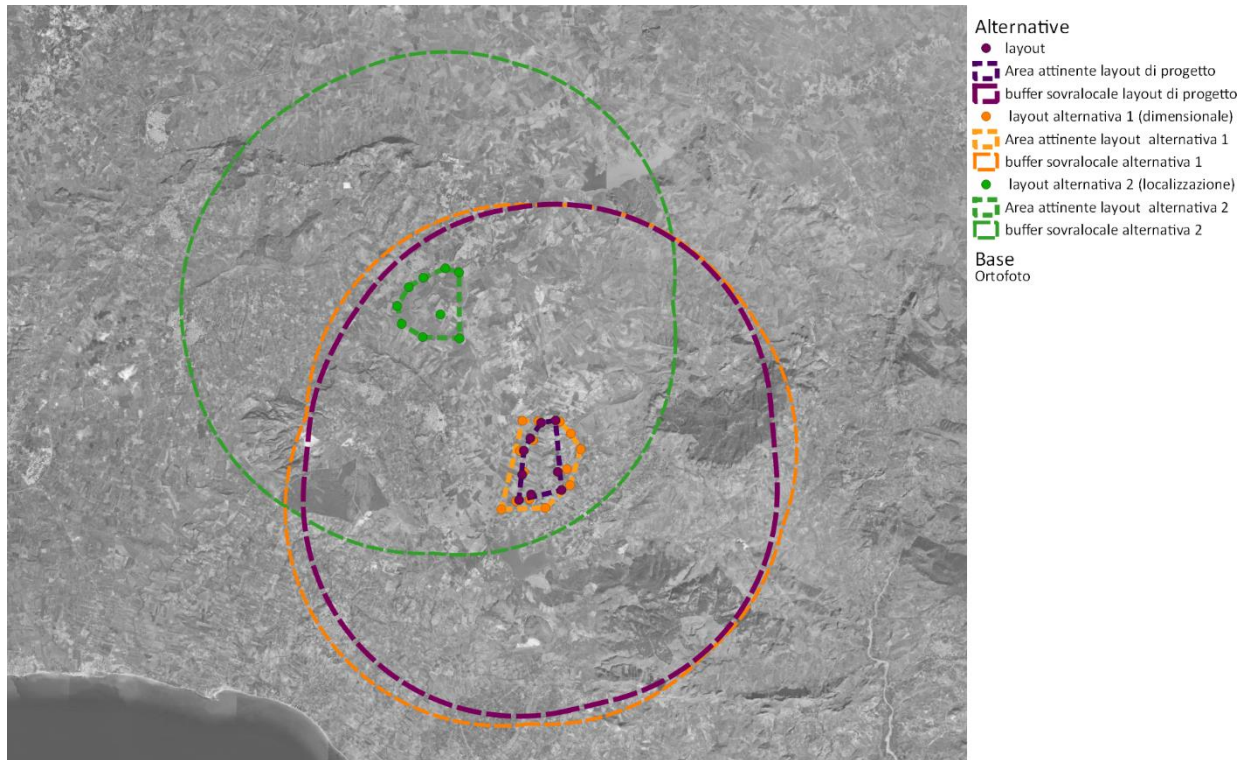 Alternative
layout
Area attinente layout di progetto
buffer sovralocale layout di progetto
layout alternativa 1 (dimensionale)
Area attinente layout alternativa 1
buffer sovralocale alternativa 1
layout alternativa 2 (localizzazione)
Area attinente layout alternativa 2
buffer sovralocale alternativa 2
Base
Ortofoto